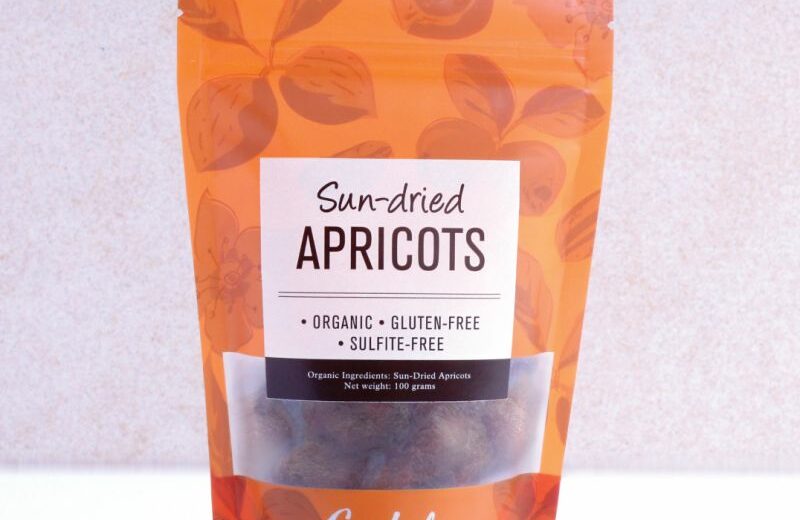 Sun-dried
APRICOTS
• ORGANIC • GLUTEN-FREE
• SULFITE-FREE
Organic Ingredients: Sun-Dried Apricots
Net weight: 100 grams